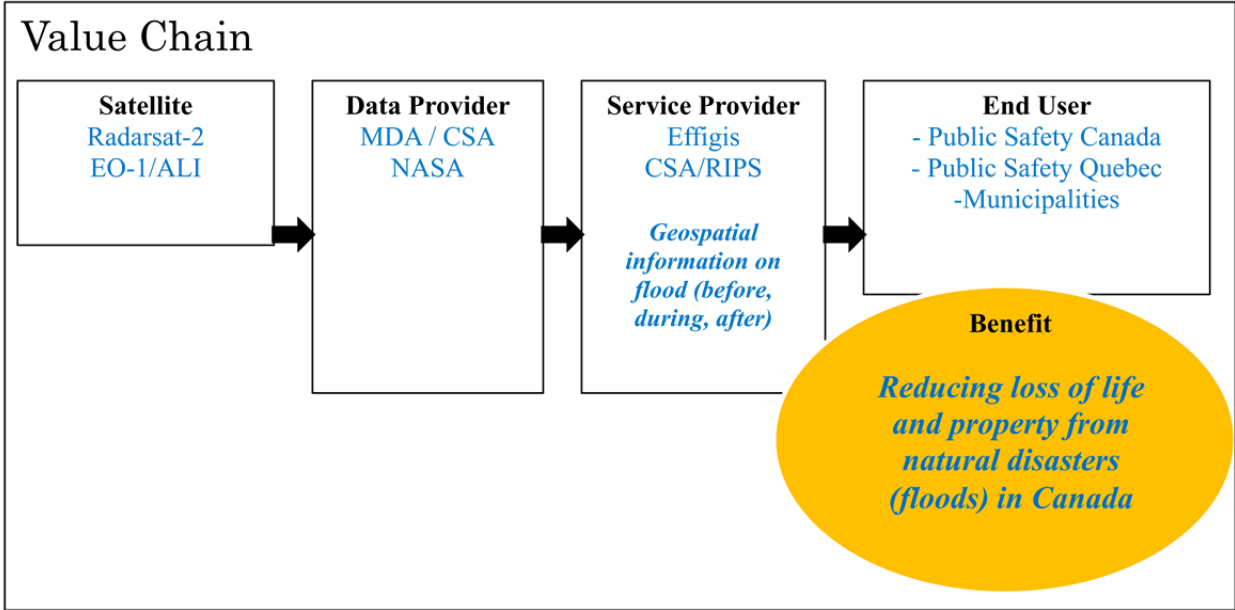 Value Chain
Satellite
Radarsat-2
EO-1/ALI
Data Provider
MDA / CSA
NASA
Service Provider
Effigis
CSA/RIPS
Geospatial
information on
flood (before,
during, after)
End User
- Public Safety Canada
- Public Safety Quebec
-Municipalities
Benefit
Reducing loss of life
and property from
natural disasters
(floods) in Canada